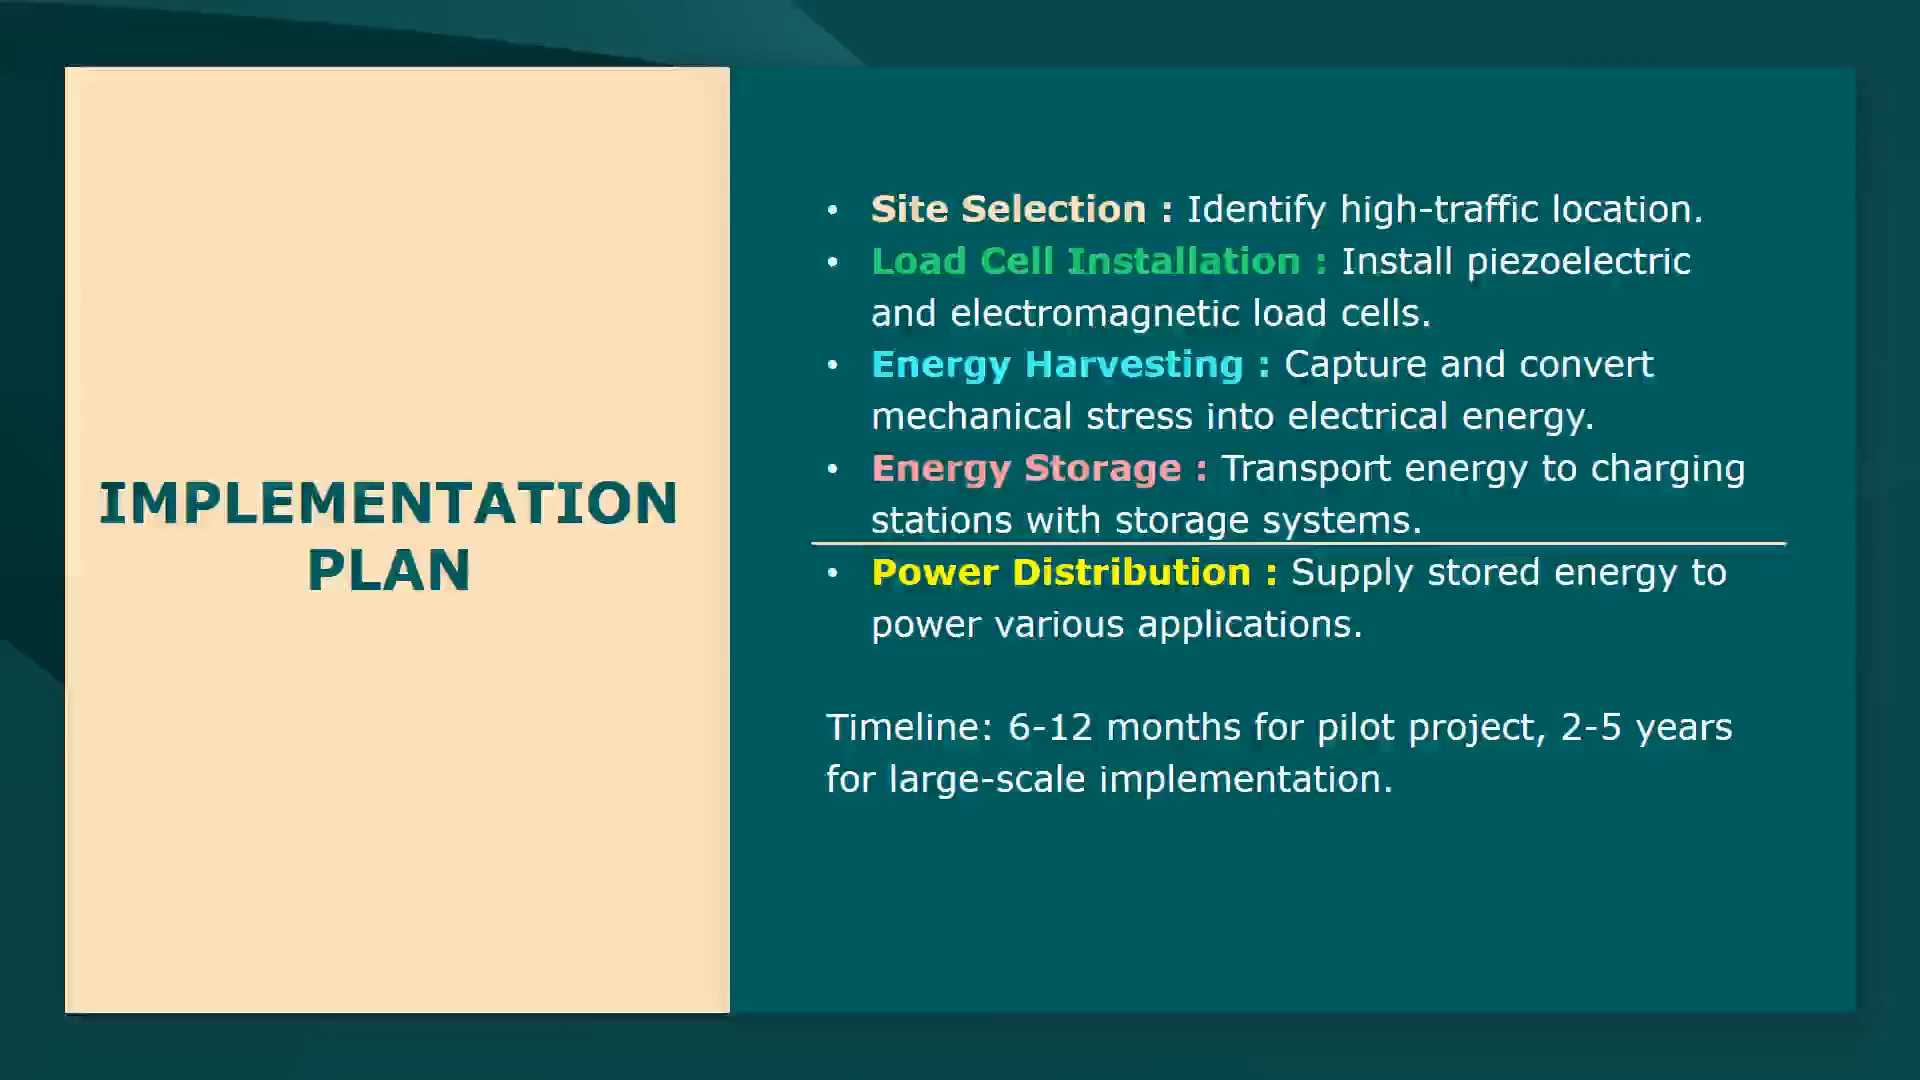 IMPLEMENTATION
PLAN
• Site Selection : Identify high-traffic location.
• Load Cell Installation : Install piezoelectric
and electromagnetic load cells.
• Energy Harvesting : Capture and convert
mechanical stress into electrical energy.
• Energy Storage : Transport energy to charging
stations with storage systems.
• Power Distribution : Supply stored energy to
power various applications.
Timeline: 6-12 months for pilot project, 2-5 years
for large-scale implementation.